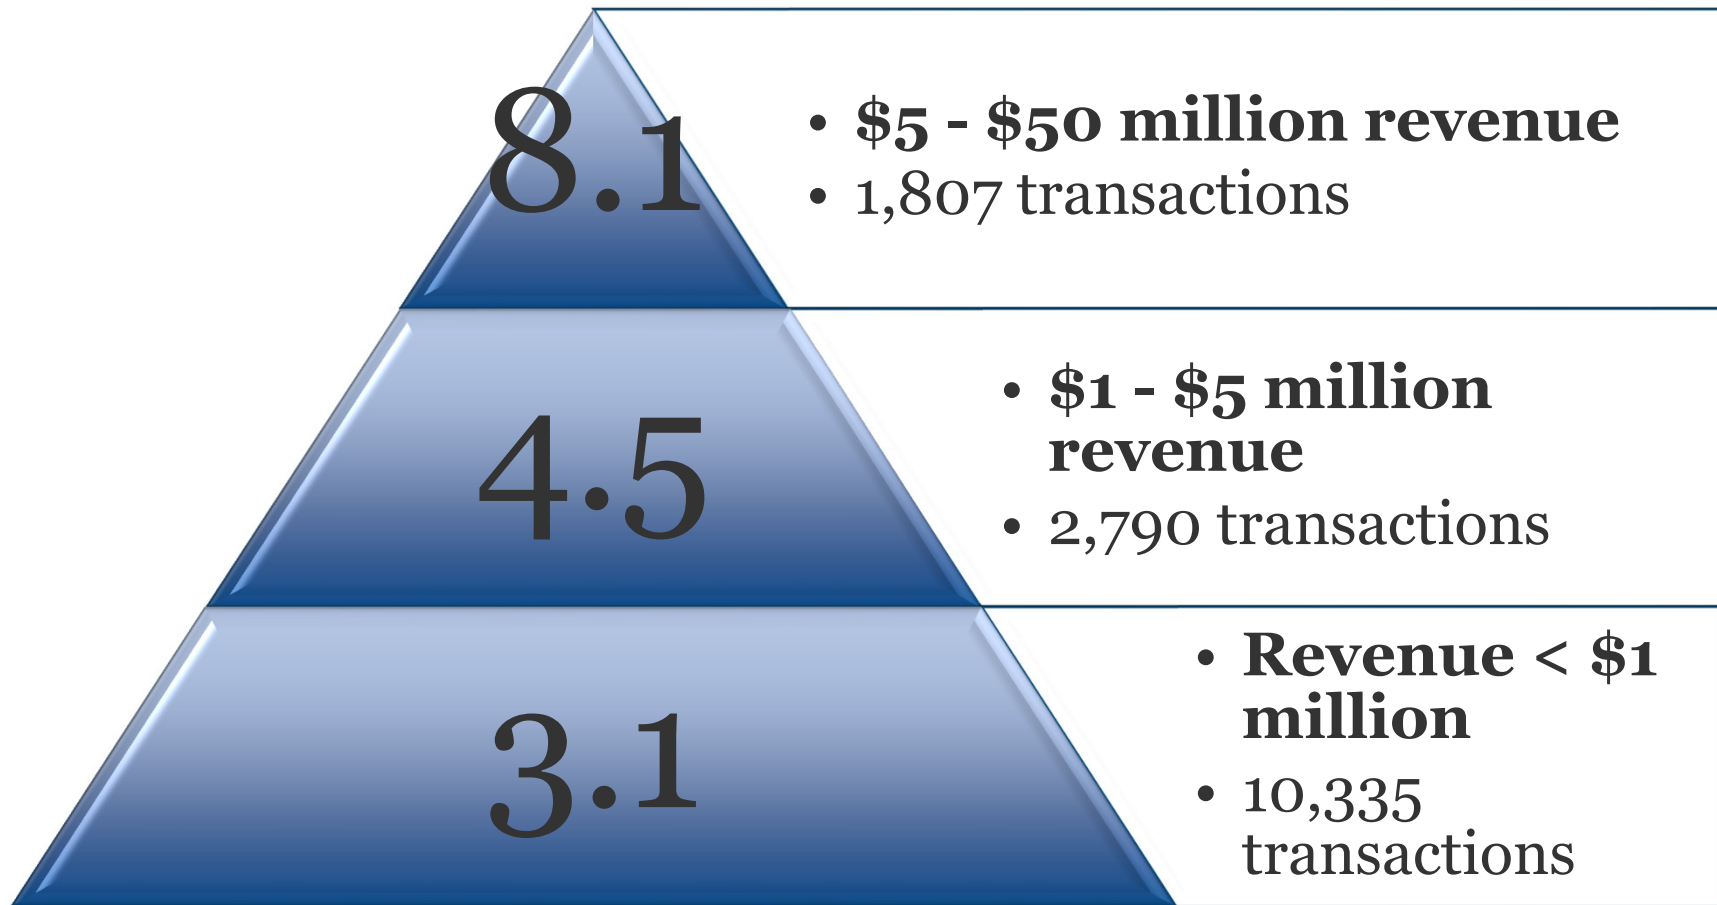 8.1
• $5 - $50 million revenue
• 1,807 transactions
4.5
• $1 - $5 million
revenue
• 2,790 transactions
3.1
• Revenue < $1
million
• 10,335
transactions